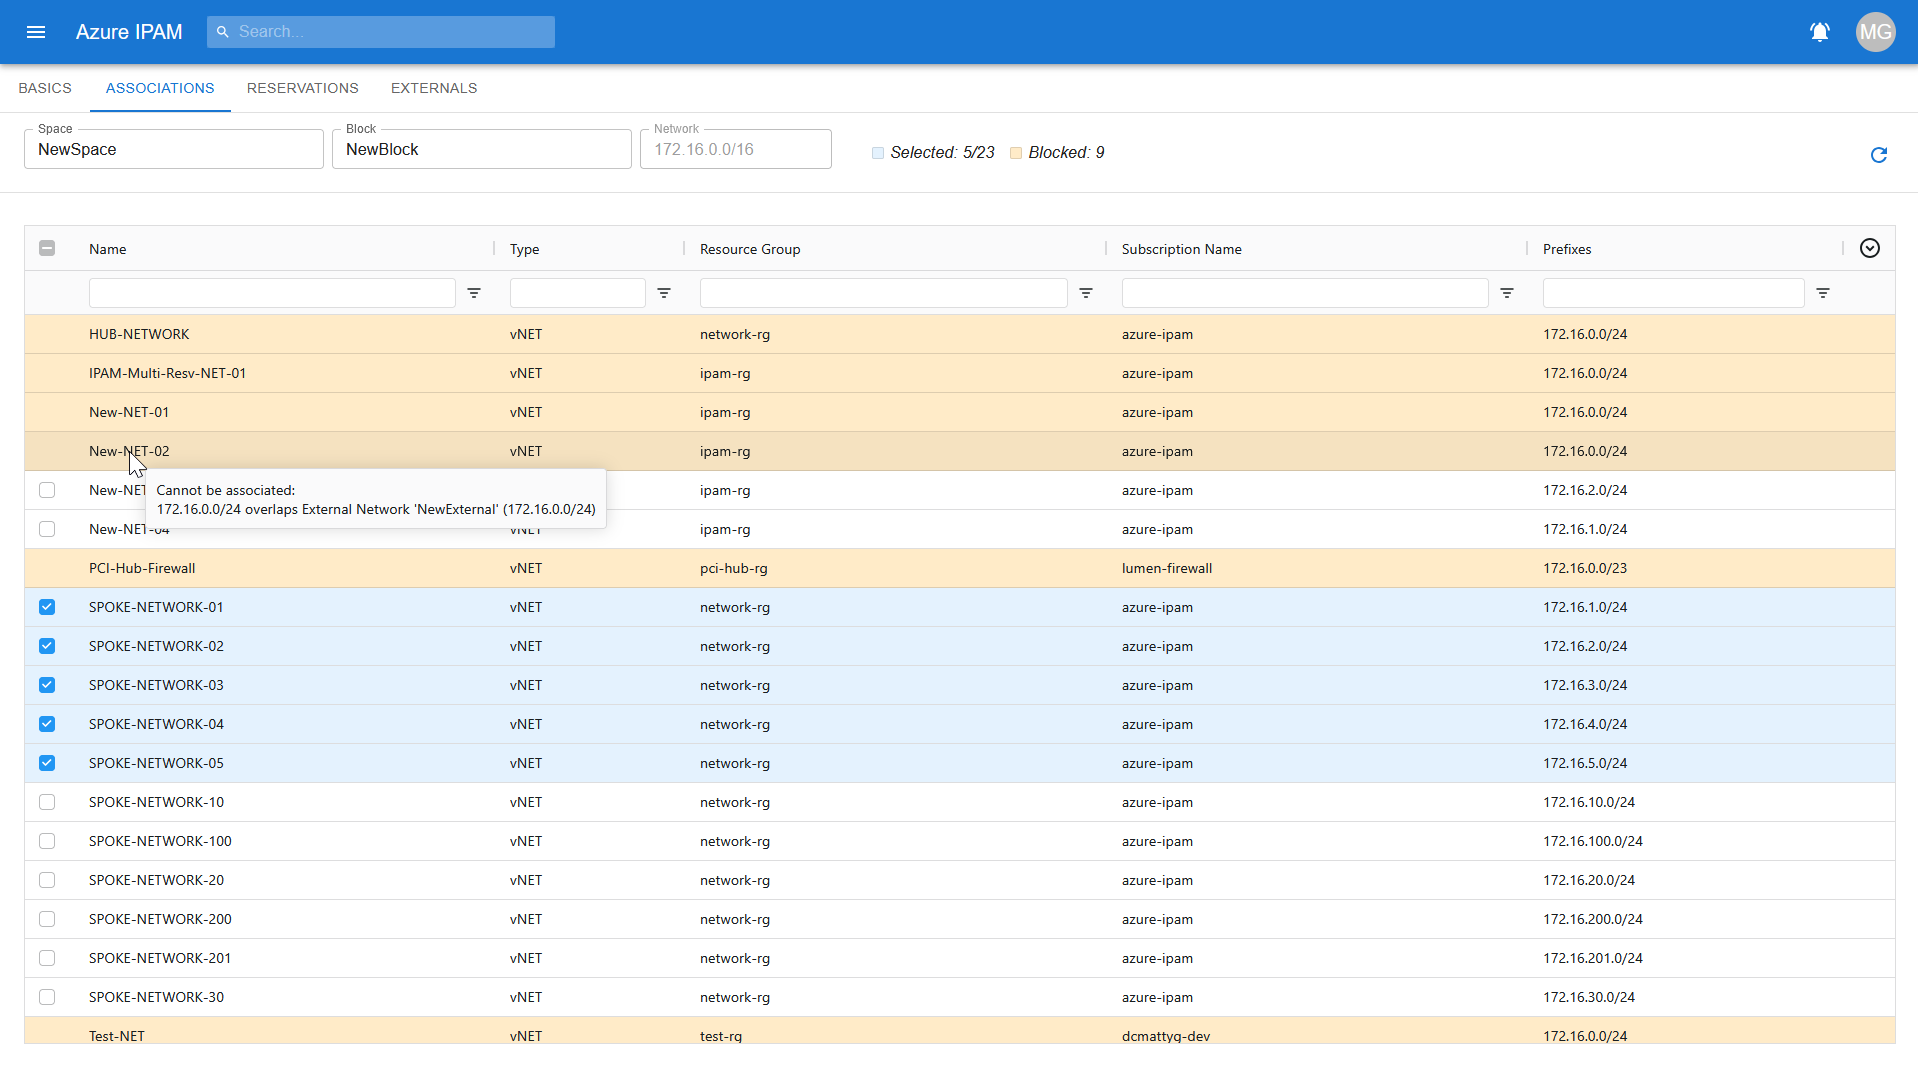 Azure IPAM Search... MG
BASICS ASSOCIATIONS RESERVATIONS EXTERNALS
Space Block Network
NewSpace NewBlock 172.16.0.0/16 Selected: 5/23 Blocked: 9
Name Type Resource Group Subscription Name Prefixes
HUB-NETWORK vNET network-rg azure-ipam 172.16.0.0/24
IPAM-Multi-Resv-NET-01 vNET ipam-rg azure-ipam 172.16.0.0/24
New-NET-01 vNET ipam-rg azure-ipam 172.16.0.0/24
New-NET-02 vNET ipam-rg azure-ipam 172.16.0.0/24
New-NET ipam-rg azure-ipam 172.16.2.0/24
Cannot be associated:
172.16.0.0/24 overlaps External Network 'NewExternal' (172.16.0.0/24)
New-NET-04 vNET ipam-rg azure-ipam 172.16.1.0/24
PCI-Hub-Firewall vNET pci-hub-rg lumen-firewall 172.16.0.0/23
SPOKE-NETWORK-01 vNET network-rg azure-ipam 172.16.1.0/24
SPOKE-NETWORK-02 vNET network-rg azure-ipam 172.16.2.0/24
SPOKE-NETWORK-03 vNET network-rg azure-ipam 172.16.3.0/24
SPOKE-NETWORK-04 vNET network-rg azure-ipam 172.16.4.0/24
SPOKE-NETWORK-05 vNET network-rg azure-ipam 172.16.5.0/24
SPOKE-NETWORK-10 vNET network-rg azure-ipam 172.16.10.0/24
SPOKE-NETWORK-100 vNET network-rg azure-ipam 172.16.100.0/24
SPOKE-NETWORK-20 vNET network-rg azure-ipam 172.16.20.0/24
SPOKE-NETWORK-200 vNET network-rg azure-ipam 172.16.200.0/24
SPOKE-NETWORK-201 vNET network-rg azure-ipam 172.16.201.0/24
SPOKE-NETWORK-30 vNET network-rg azure-ipam 172.16.30.0/24
Test-NET vNET test-rg dcmattyg-dev 172.16.0.0/24